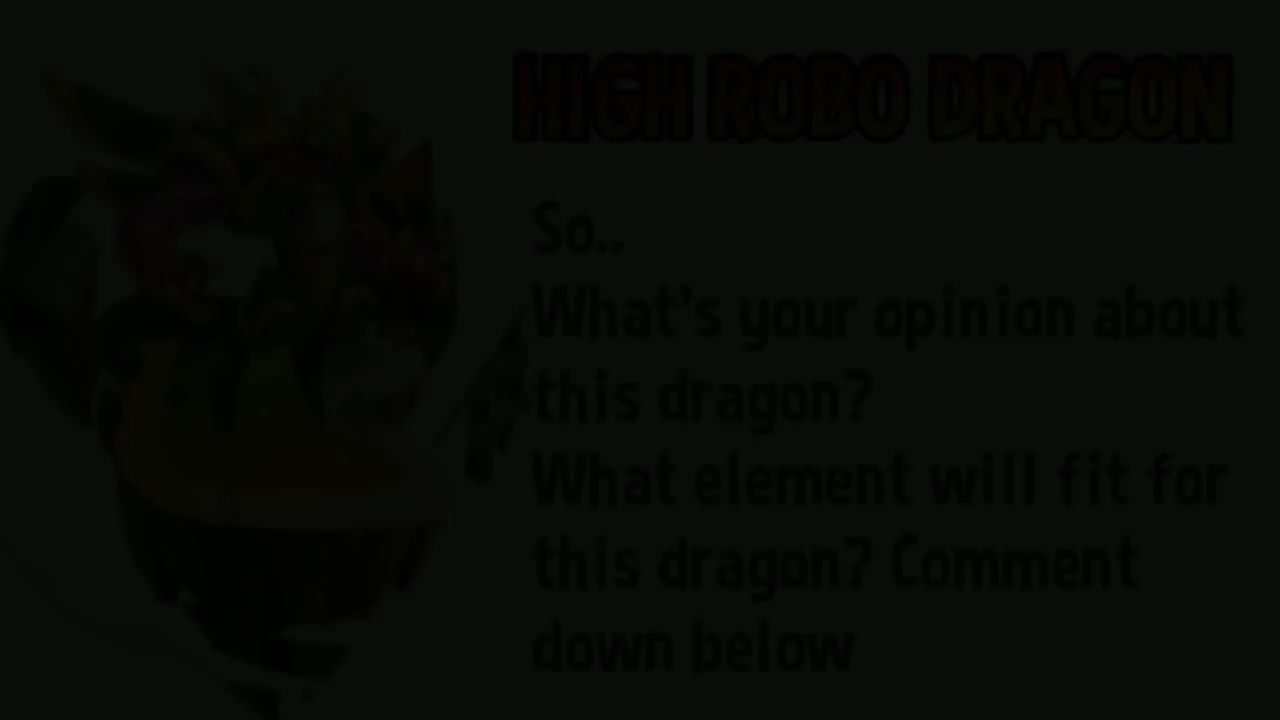 HIGH ROBO DRAGON
So..
What's your opinion about
this dragon?
What element will fit for
this dragon? Comment
down below